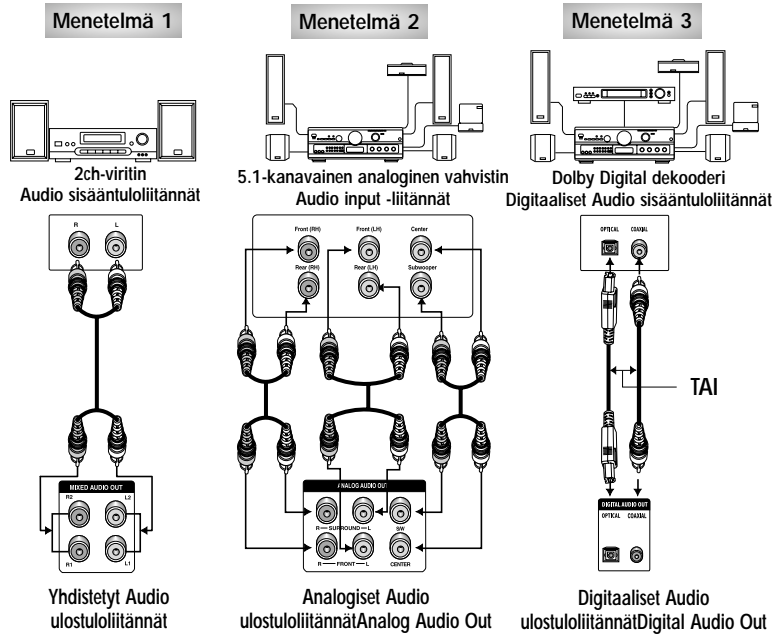 Menetelmä 1
2ch-viritin
Audio sisääntuloliitännät
R L
MIXED AUDIO OUT
R2 L2
R1 L1
Yhdistetyt Audio
ulostuloliitännät
Menetelmä 2
5.1-kanavainen analoginen vahvistin
Audio input -liitännät
Front (RH) Front (LH) Center
Rear (RH) Rear (LH) Subwooper
ANALOG AUDIO OUT
R SURROUND L SW
R FRONT L CENTER
Analogiset Audio
ulostuloliitännätAnalog Audio Out
Menetelmä 3
Dolby Digital dekooderi
Digitaaliset Audio sisääntuloliitännät
OPTICAL COAXIAL
TAI
DIGITAL AUDIO OUT
OPTICAL COAXIAL
Digitaaliset Audio
ulostuloliitännätDigital Audio Out